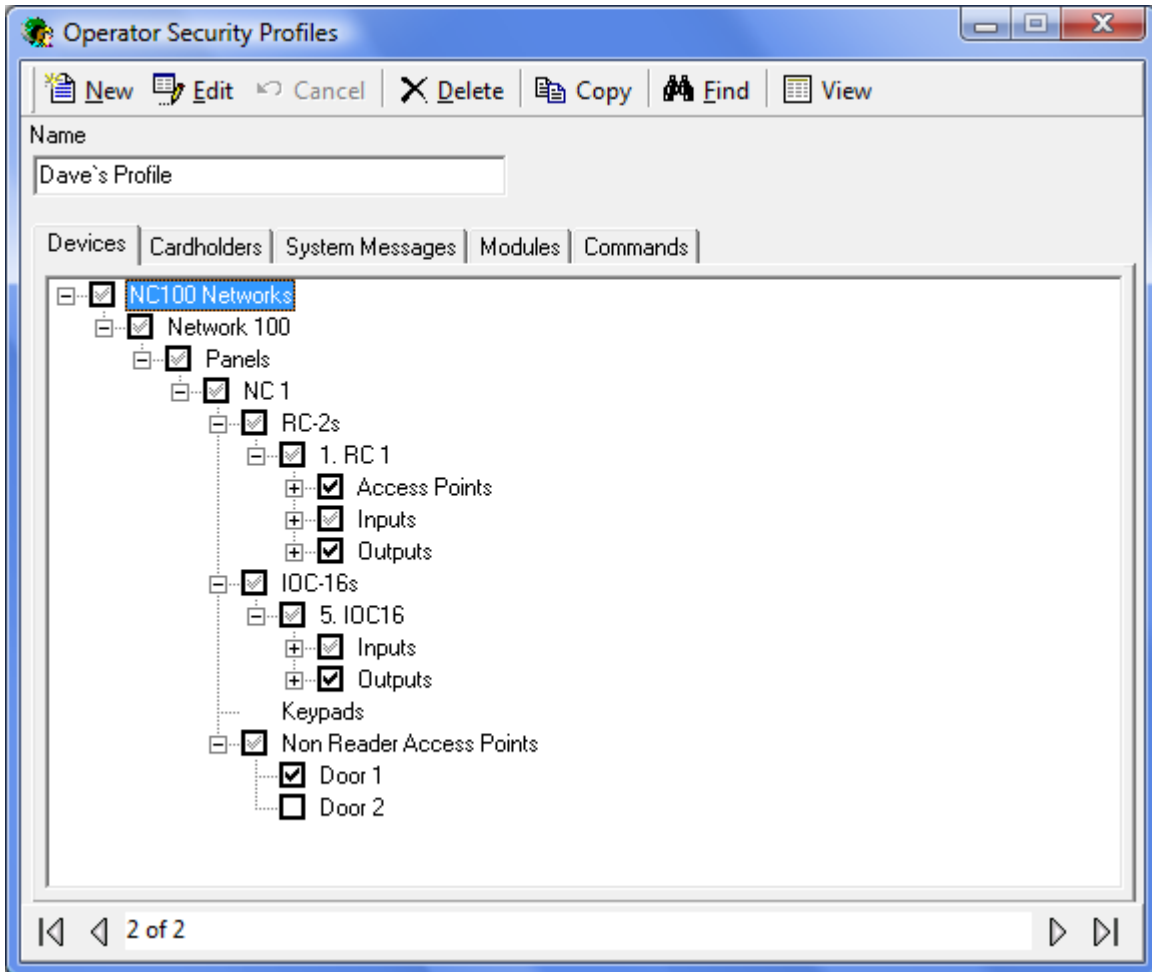 Operator Security Profiles
New Edit Cancel Delete Copy Find View
Name
Dave`s Profile
Devices Cardholders System Messages Modules Commands
NC100 Networks
Network 100
Panels
NC 1
RC-2s
1. RC 1
Access Points
Inputs
Outputs
IOC-16s
5. IOC16
Inputs
Outputs
Keypads
Non Reader Access Points
Door 1
Door 2
2 of 2